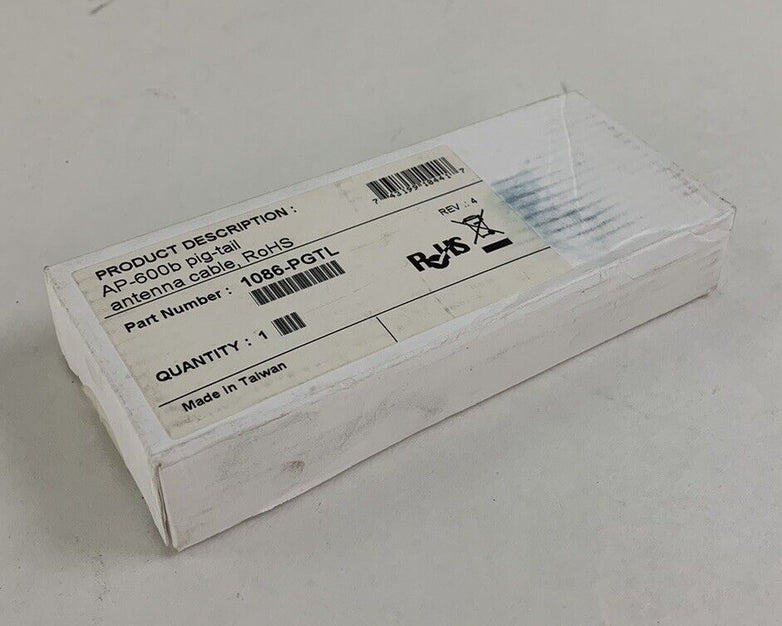 PRODUCT DESCRIPTION :
AP-600b pig-tail
antenna cable, RoHS
Part Number : 1086-PGTL
REV : 4
RoHS
QUANTITY : 1
Made in Taiwan